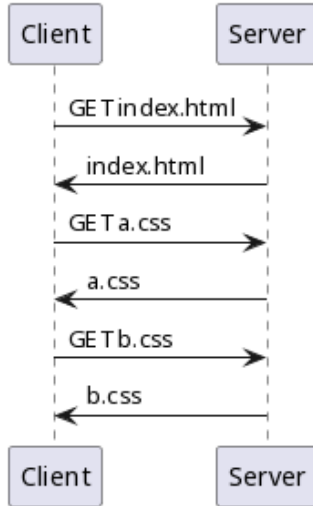 Client Server
GET index.html
index.html
GET a.css
a.css
GET b.css
b.css
Client Server